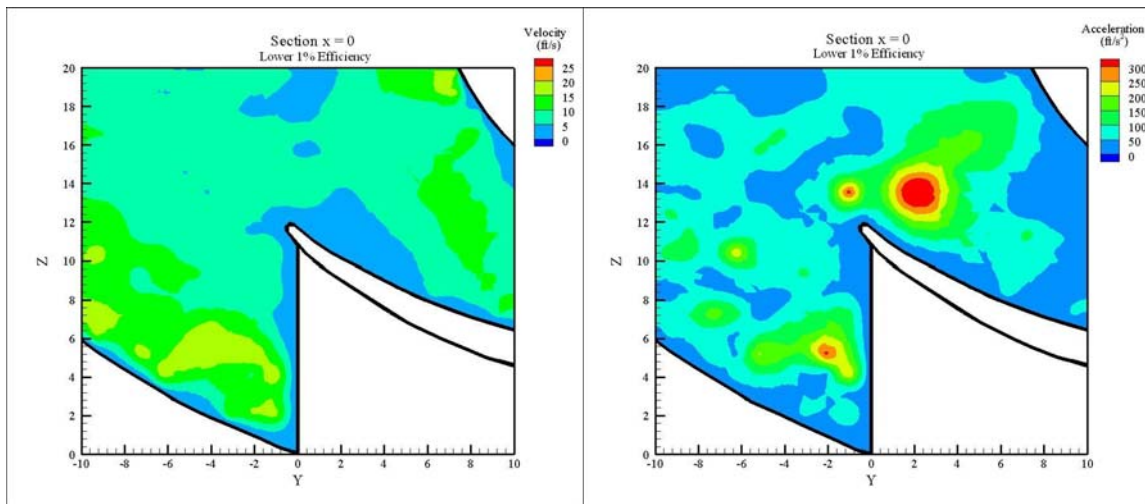 Section x = 0
Lower 1% Efficiency
Velocity
(ft/s)
25
20
15
10
5
0
20
18
16
14
12
10
8
6
4
2
0
Z
-10 -8 -6 -4 -2 0 2 4 6 8 10
Y
Section x = 0
Lower 1% Efficiency
Acceleration
(ft/s²)
300
250
200
150
100
50
0
20
18
16
14
12
10
8
6
4
2
0
Z
-10 -8 -6 -4 -2 0 2 4 6 8 10
Y